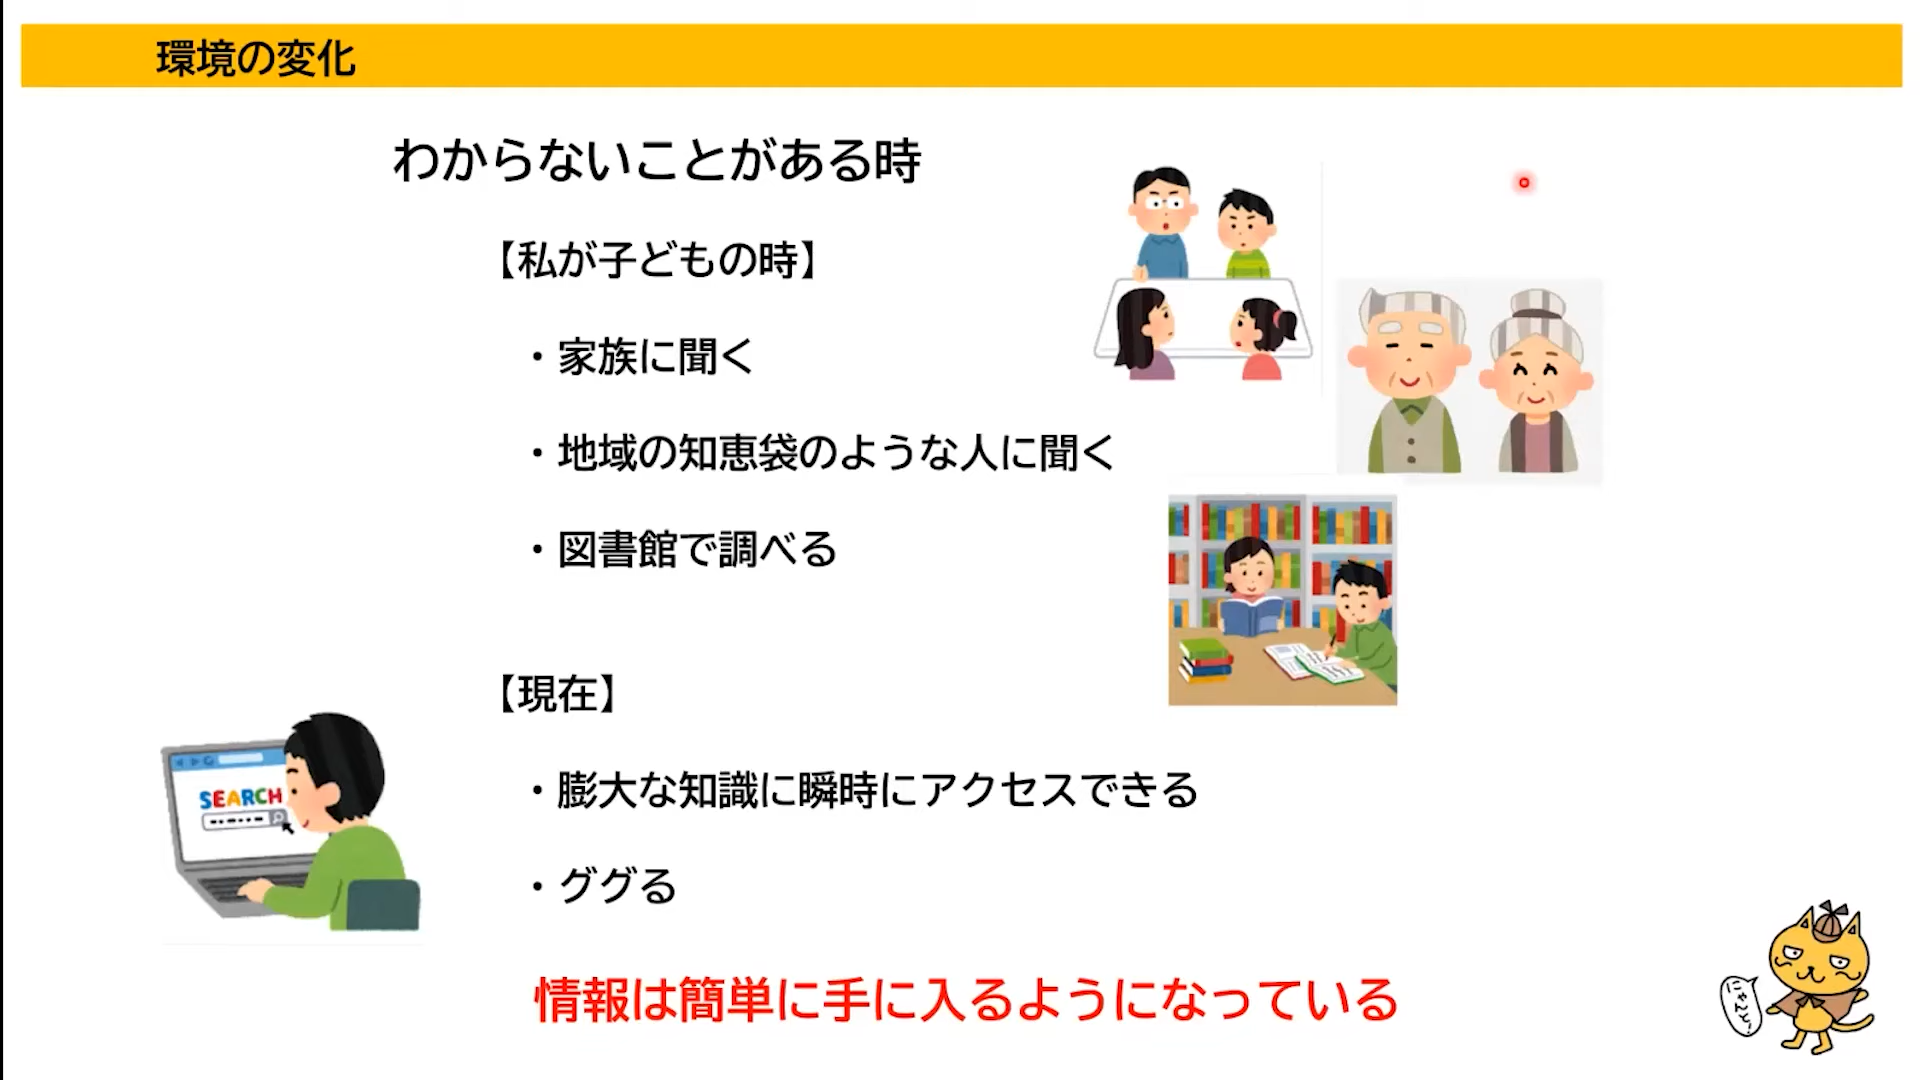 環境の変化
わからないことがある時
【私が子どもの時】
・家族に聞く
・地域の知恵袋のような人に聞く
・図書館で調べる
【現在】
・膨大な知識に瞬時にアクセスできる
・ググる
SEARCH
情報は簡単に手に入るようになっている
にゃんと!